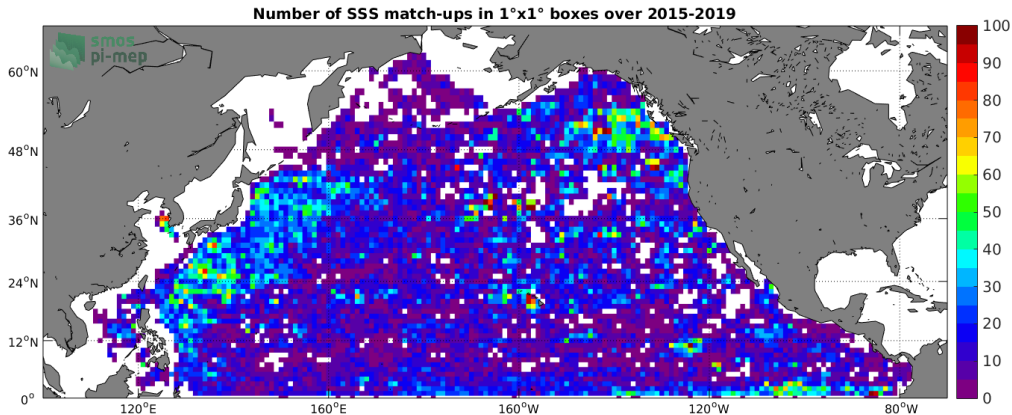 Number of SSS match-ups in 1°x1° boxes over 2015-2019
smos
pi-mep
60°N
48°N
36°N
24°N
12°N
0°
120°E
160°E
160°W
120°W
80°W
100
90
80
70
60
50
40
30
20
10
0